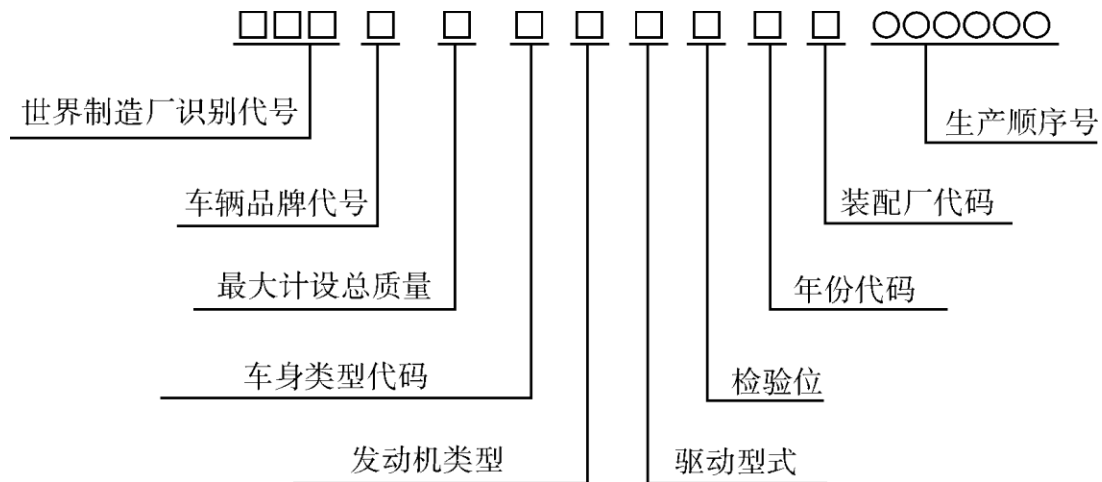 世界制造厂识别代号
生产顺序号
车辆品牌代号
装配厂代码
最大计设总质量
年份代码
车身类型代码
检验位
发动机类型
驱动型式